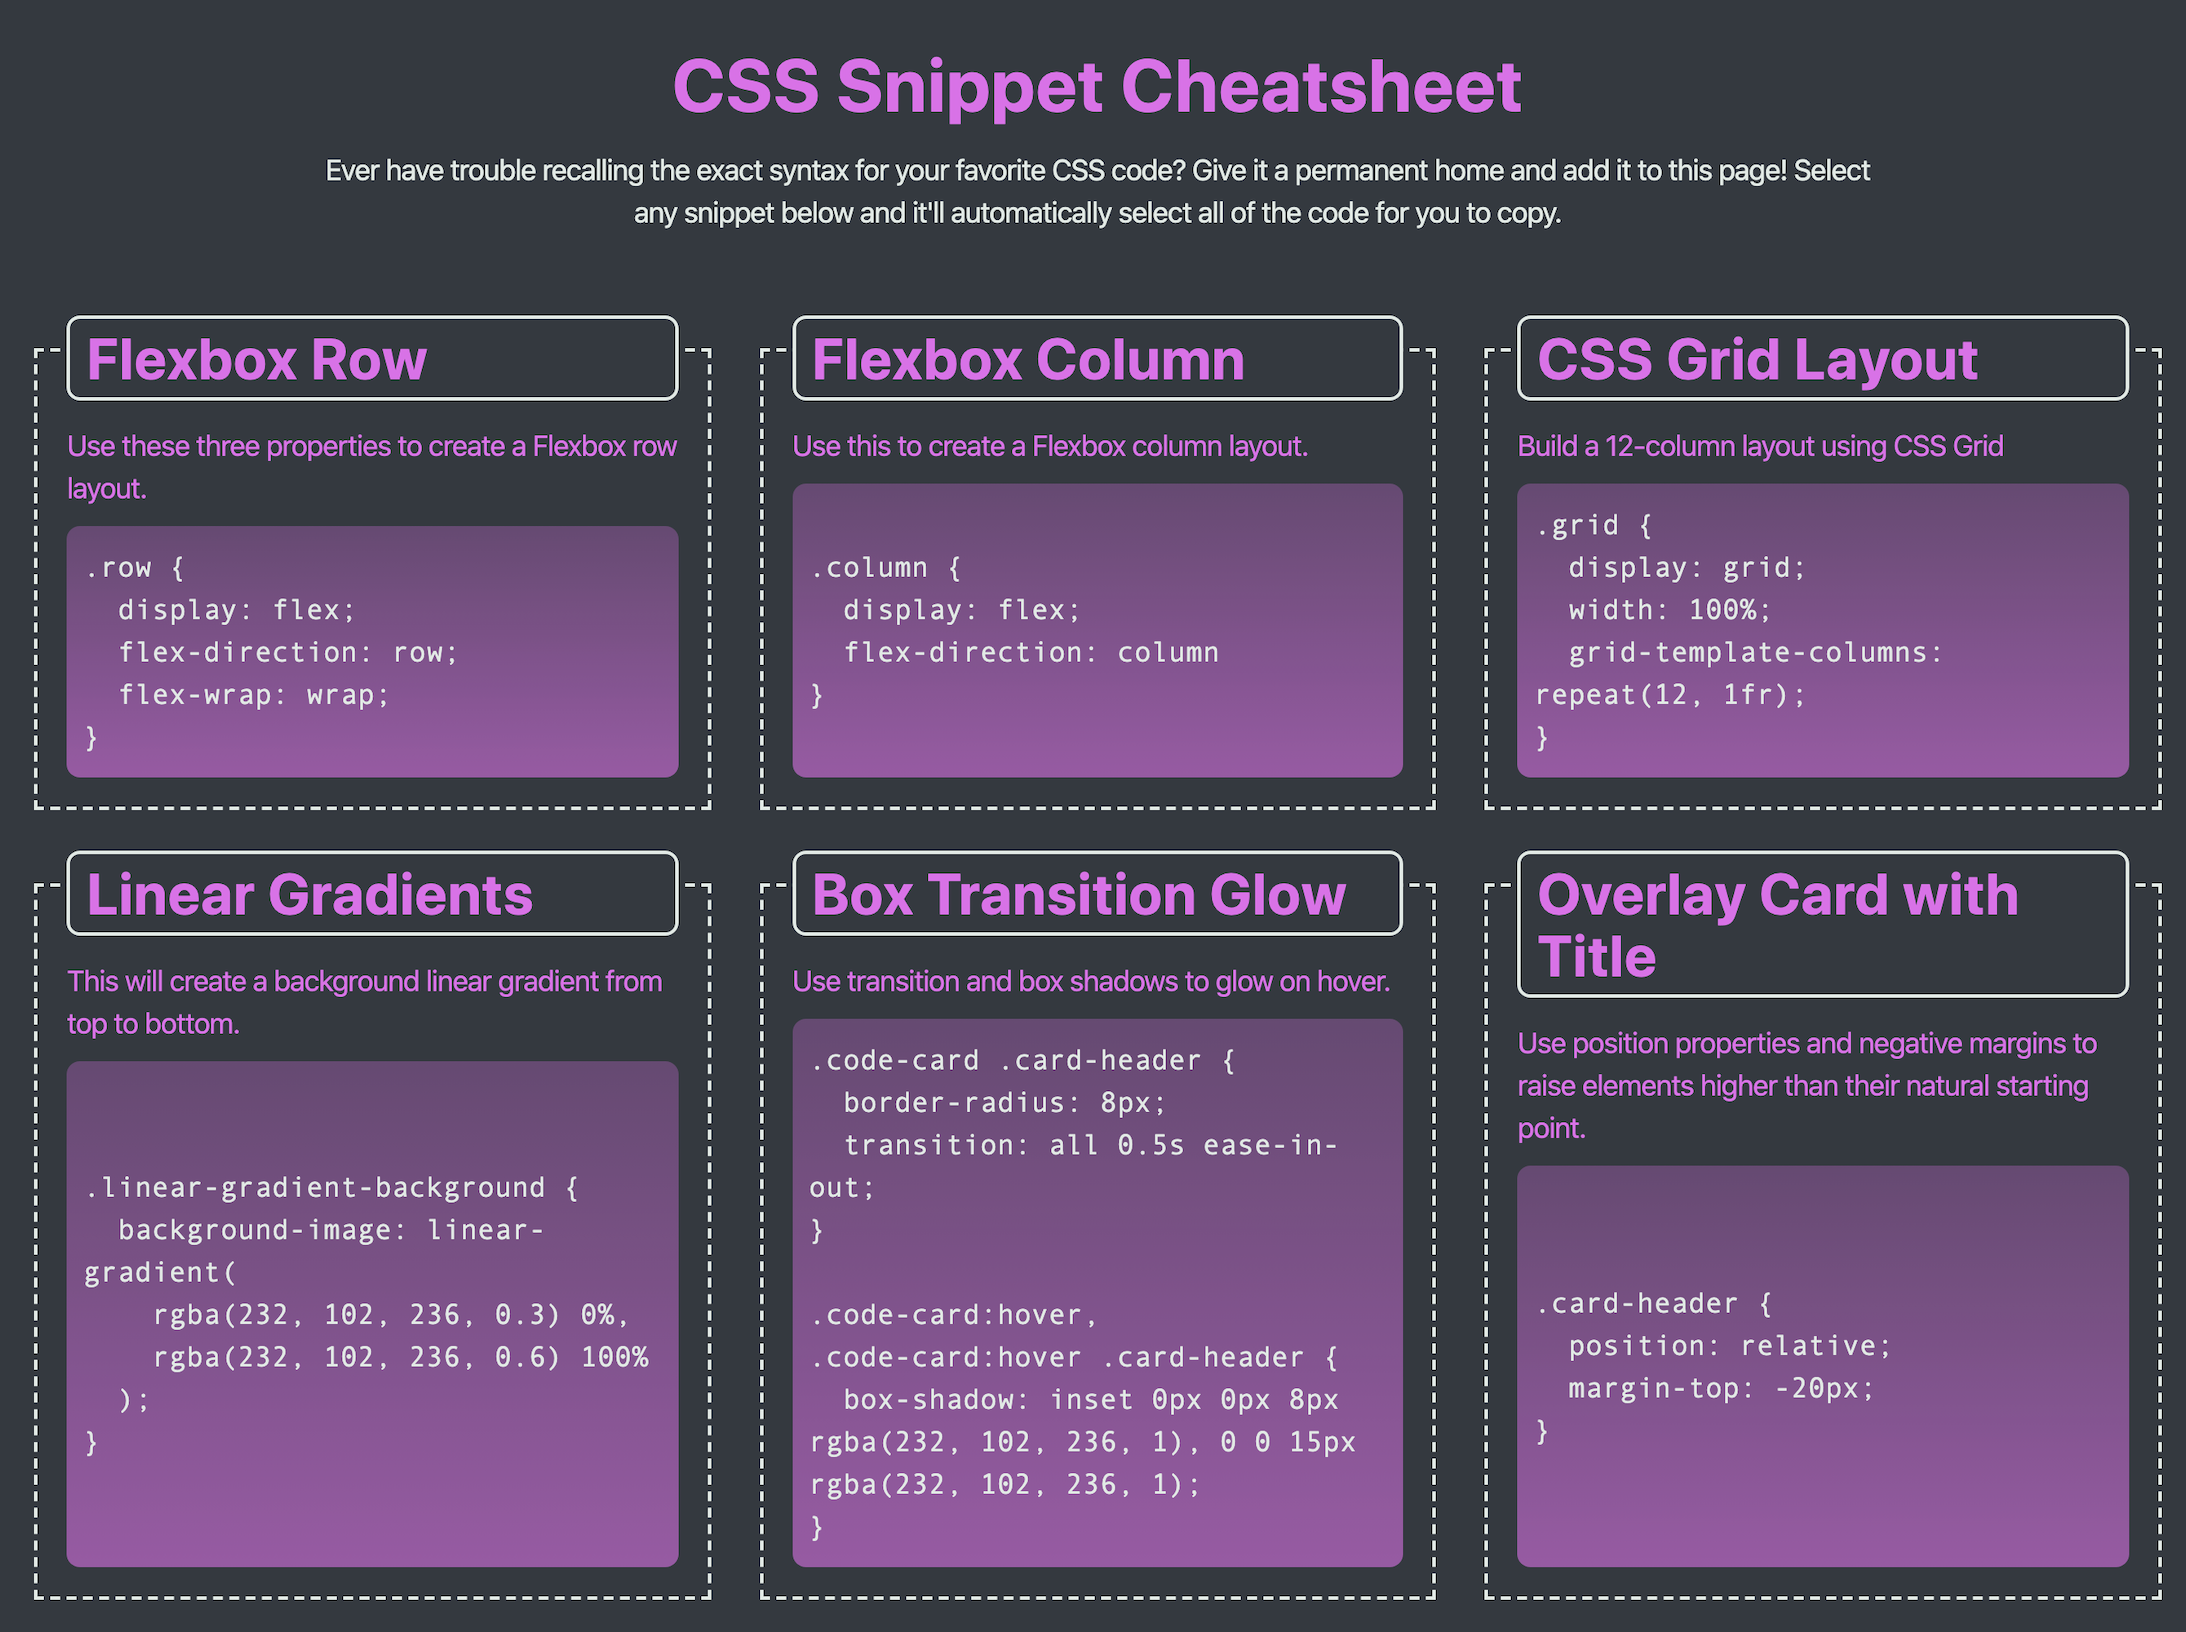 CSS Snippet Cheatsheet
Ever have trouble recalling the exact syntax for your favorite CSS code? Give it a permanent home and add it to this page! Select
any snippet below and it'll automatically select all of the code for you to copy.
Flexbox Row
Use these three properties to create a Flexbox row
layout.
.row {
  display: flex;
  flex-direction: row;
  flex-wrap: wrap;
}
Flexbox Column
Use this to create a Flexbox column layout.
.column {
  display: flex;
  flex-direction: column
}
CSS Grid Layout
Build a 12-column layout using CSS Grid
.grid {
  display: grid;
  width: 100%;
  grid-template-columns:
repeat(12, 1fr);
}
Linear Gradients
This will create a background linear gradient from
top to bottom.
.linear-gradient-background {
  background-image: linear-
gradient(
    rgba(232, 102, 236, 0.3) 0%,
    rgba(232, 102, 236, 0.6) 100%
  );
}
Box Transition Glow
Use transition and box shadows to glow on hover.
.code-card .card-header {
  border-radius: 8px;
  transition: all 0.5s ease-in-
out;
}
.code-card:hover,
.code-card:hover .card-header {
  box-shadow: inset 0px 0px 8px
rgba(232, 102, 236, 1), 0 0 15px
rgba(232, 102, 236, 1);
}
Overlay Card with
Title
Use position properties and negative margins to
raise elements higher than their natural starting
point.
.card-header {
  position: relative;
  margin-top: -20px;
}